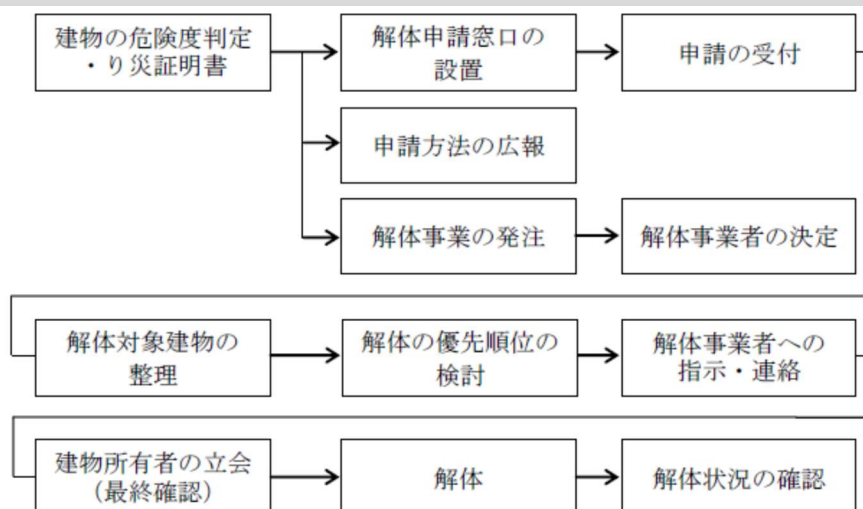 建物の危険度判定
・り災証明書
解体申請窓口の
設置
申請の受付
申請方法の広報
解体事業の発注
解体事業者の決定
解体対象建物の
整理
解体の優先順位の
検討
解体事業者への
指示・連絡
建物所有者の立会
（最終確認）
解体
解体状況の確認